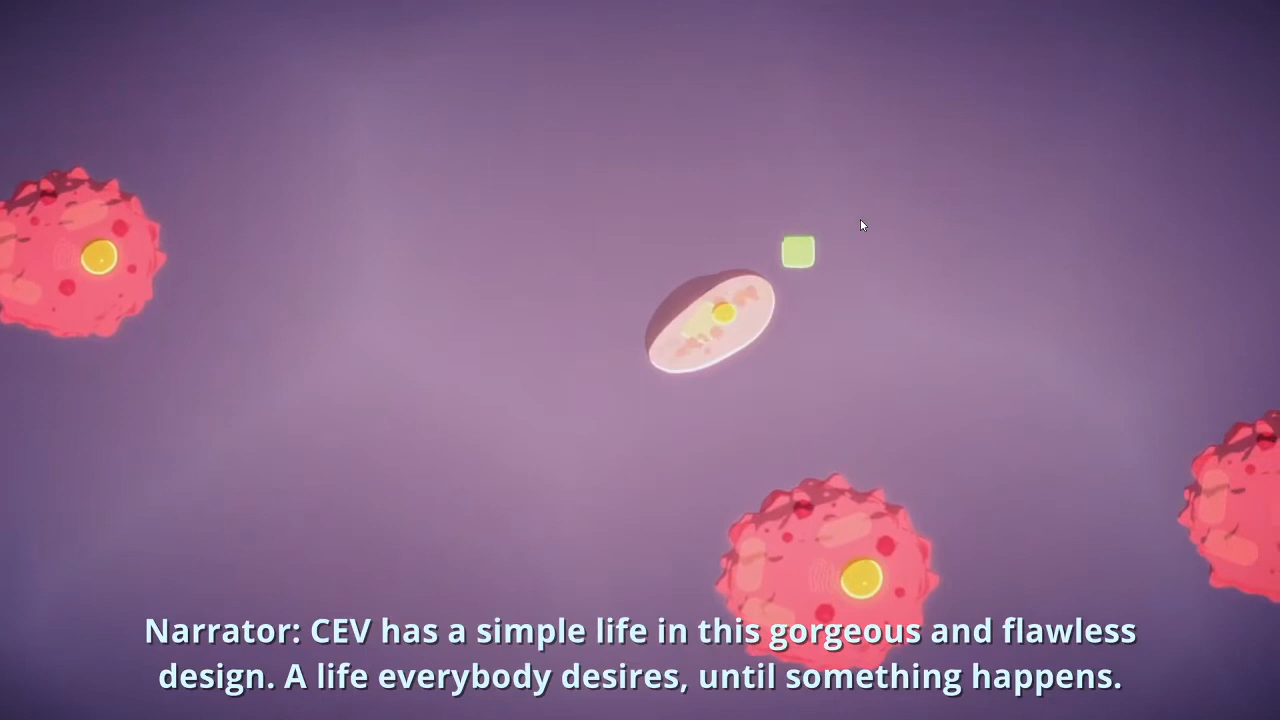 Narrator: CEV has a simple life in this gorgeous and flawless
design. A life everybody desires, until something happens.